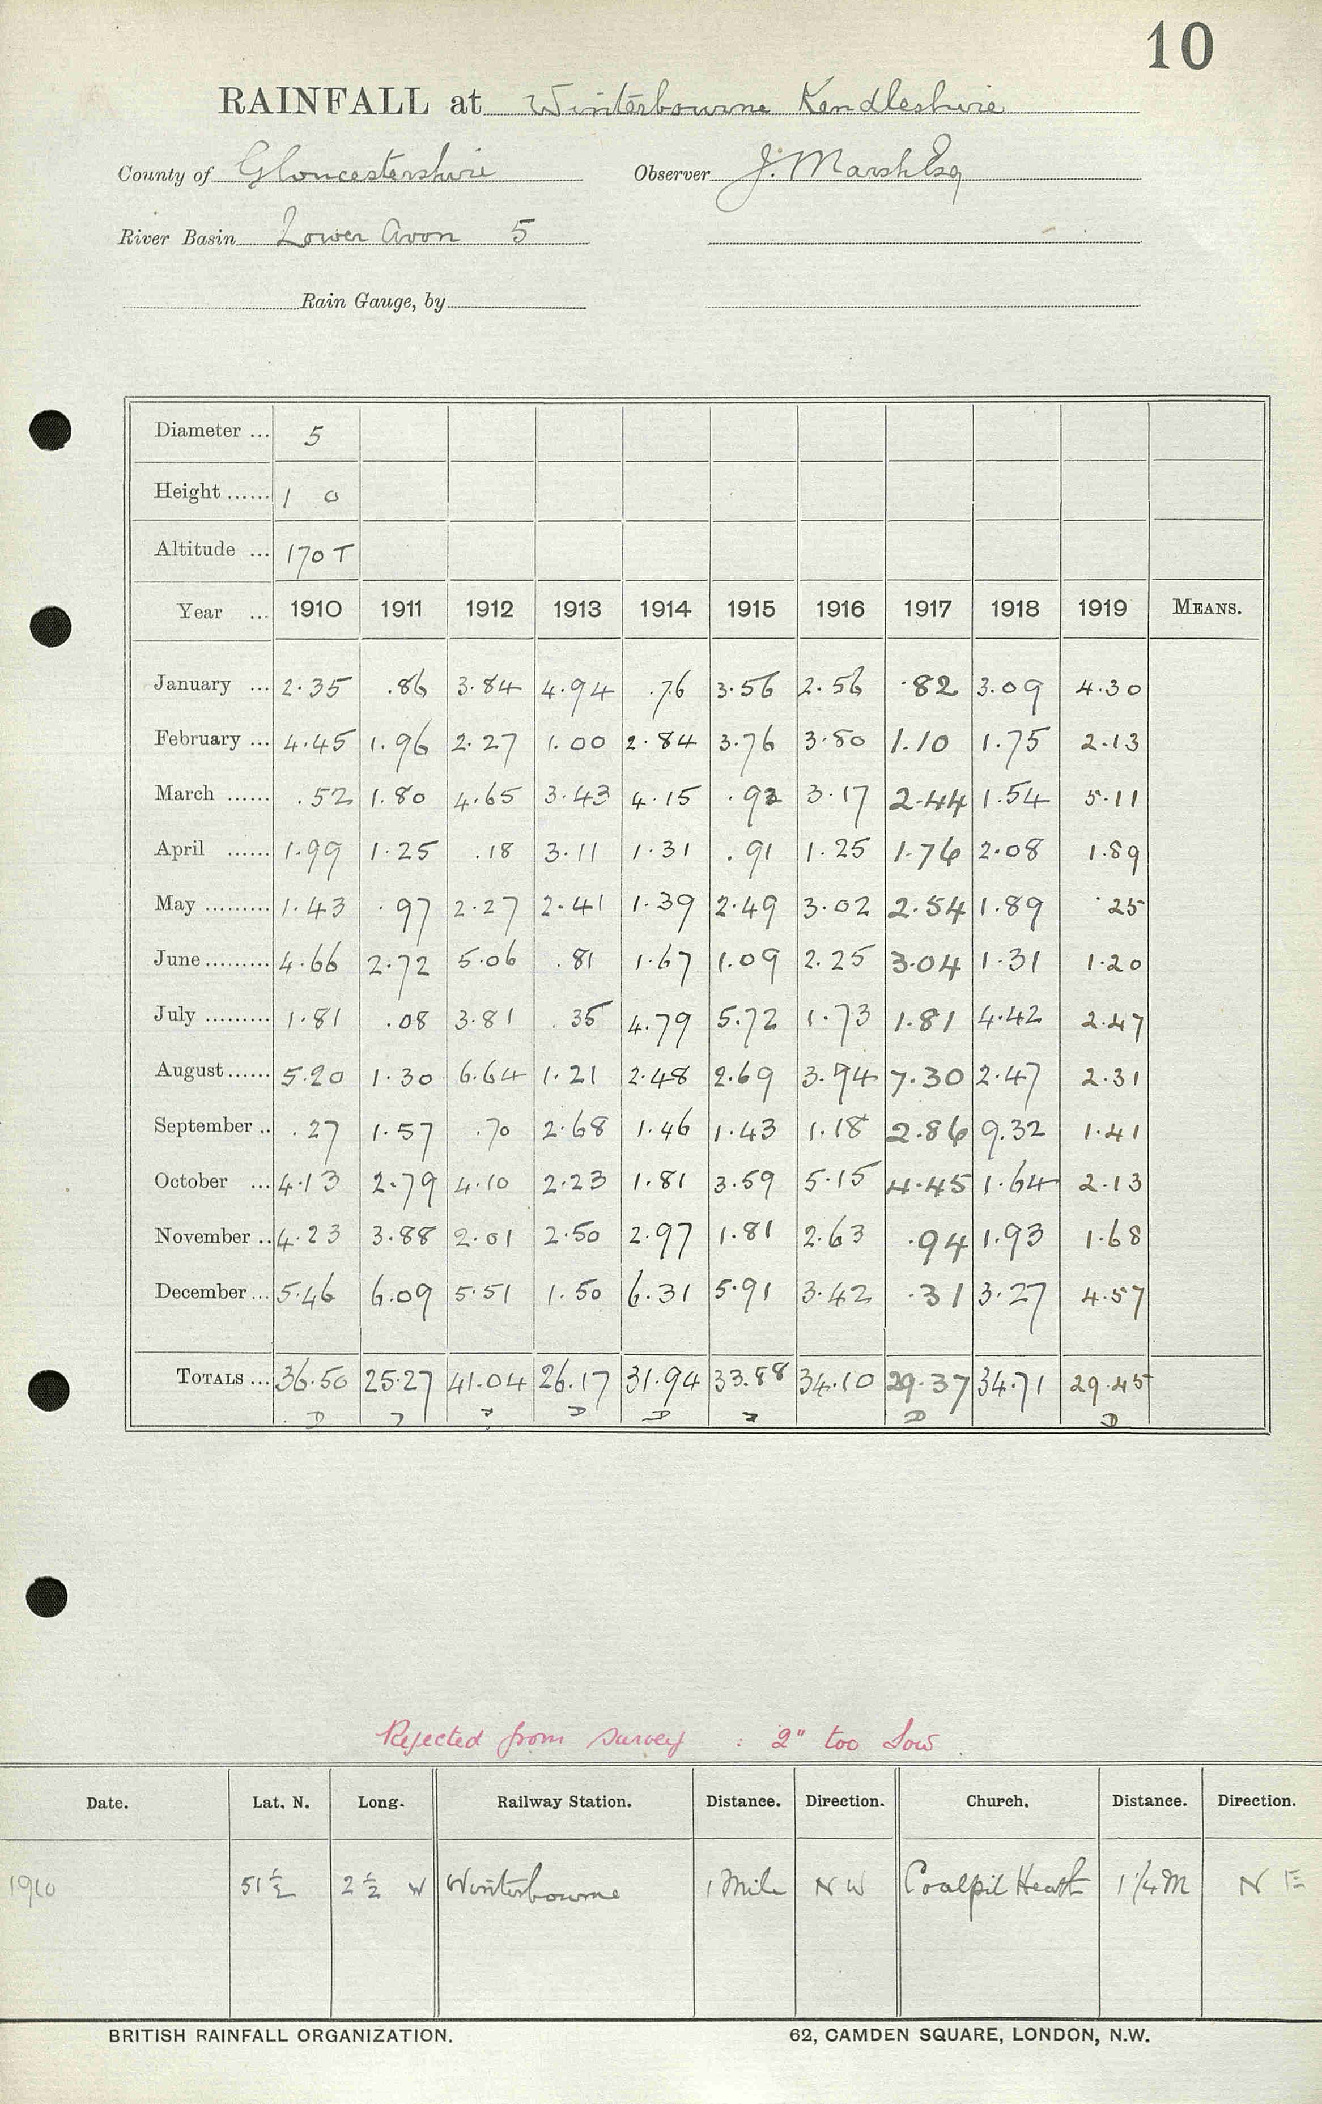 10
RAINFALL at Winterbourne Kendleshire
County of Gloucestershire Observer J. Marsh Esq
River Basin Lower Avon 5
Rain Gauge, by
Diameter ... 5
Height ...... 1 0
Altitude ... 170 T
Year ... 1910 1911 1912 1913 1914 1915 1916 1917 1918 1919 MEANS.
January ... 2.35 .86 3.84 4.94 .76 3.56 2.56 .82 3.09 4.30
February ... 4.45 1.96 2.27 1.00 2.84 3.76 3.80 1.10 1.75 2.13
March ...... .52 1.80 4.65 3.43 4.15 .92 3.17 2.44 1.54 5.11
April ...... 1.99 1.25 .18 3.11 1.31 .91 1.25 1.76 2.08 1.89
May ......... 1.43 .97 2.27 2.41 1.39 2.49 3.02 2.54 1.89 .25
June ......... 4.66 2.72 5.06 .81 1.67 1.09 2.25 3.04 1.31 1.20
July ......... 1.81 .08 3.81 .35 4.79 5.72 1.73 1.81 4.42 2.47
August ...... 5.20 1.30 6.64 1.21 2.48 2.69 3.94 7.30 2.47 2.31
September .. .27 1.57 .70 2.68 1.46 1.43 1.18 2.86 9.32 1.41
October ... 4.13 2.79 4.10 2.23 1.81 3.59 5.15 4.45 1.64 2.13
November .. 4.23 3.88 2.01 2.50 2.97 1.81 2.63 .94 1.93 1.68
December ... 5.46 6.09 5.51 1.50 6.31 5.91 3.42 .31 3.27 4.57
TOTALS ... 36.50 25.27 41.04 26.17 31.94 33.88 34.10 29.37 34.71 29.45
D D D D D
Rejected from survey : 2" too low
Date. Lat. N. Long. Railway Station. Distance. Direction. Church. Distance. Direction.
1910 51½ 2½ W Winterbourne 1 Mile NW Coalpit Heath 1¼ M N E
BRITISH RAINFALL ORGANIZATION. 62, CAMDEN SQUARE, LONDON, N.W.